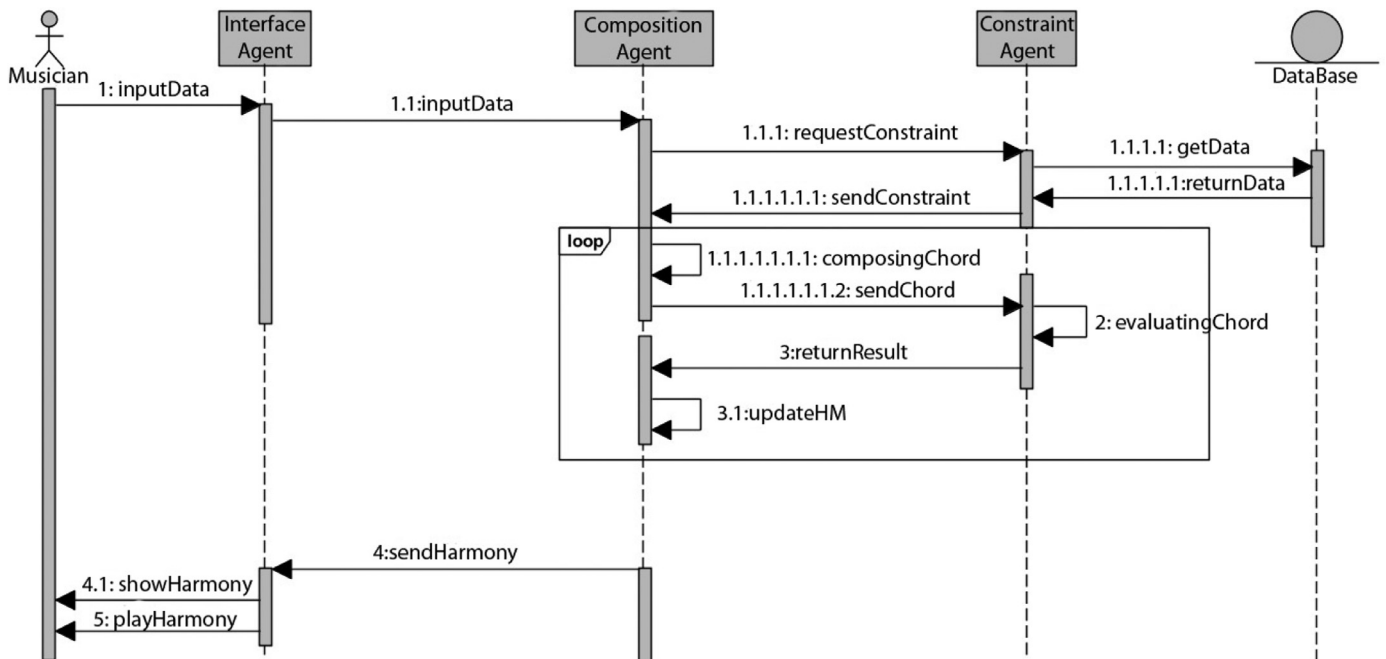 Interface
Agent
Composition
Agent
Constraint
Agent
Musician
DataBase
1: inputData
1.1:inputData
1.1.1: requestConstraint
1.1.1.1: getData
1.1.1.1.1:returnData
1.1.1.1.1.1: sendConstraint
loop
1.1.1.1.1.1.1: composingChord
1.1.1.1.1.1.2: sendChord
2: evaluatingChord
3:returnResult
3.1:updateHM
4:sendHarmony
4.1: showHarmony
5: playHarmony